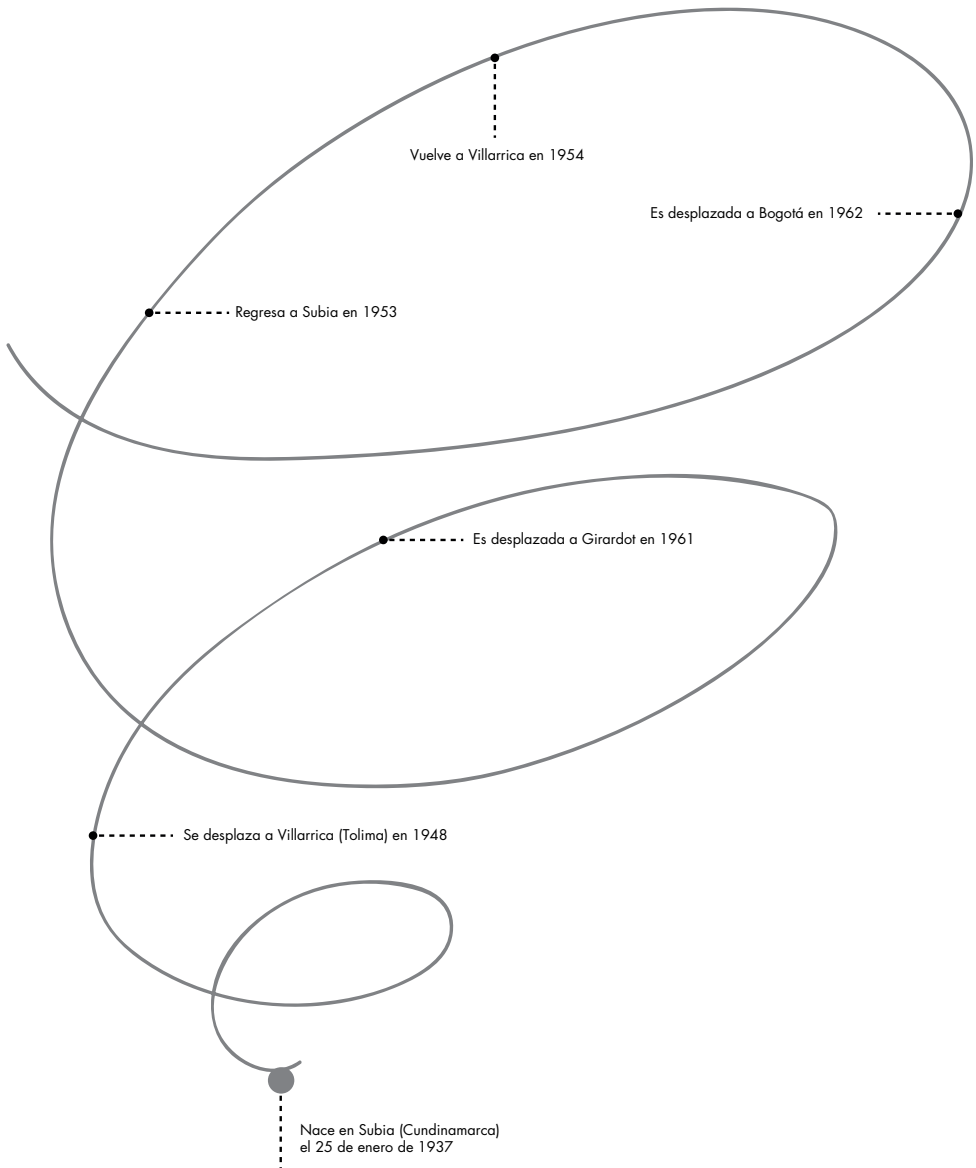 Vuelve a Villarrica en 1954
Es desplazada a Bogotá en 1962
Regresa a Subia en 1953
Es desplazada a Girardot en 1961
Se desplaza a Villarrica (Tolima) en 1948
Nace en Subia (Cundinamarca)
el 25 de enero de 1937